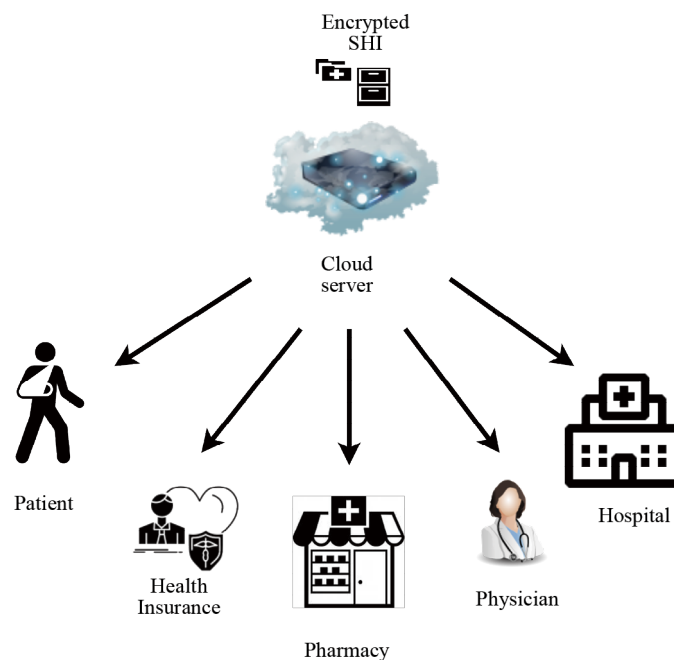 Encrypted
SHI
Cloud
server
Patient
Health
Insurance
Pharmacy
Physician
Hospital